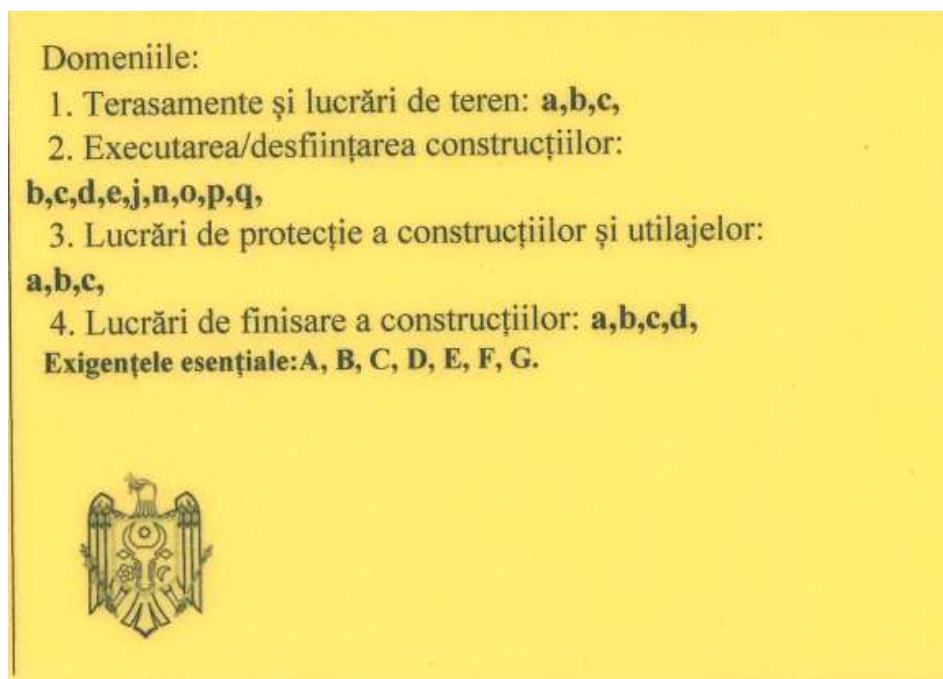 Domeniile:
1. Terasamente și lucrări de teren: a,b,c,
2. Executarea/desființarea construcțiilor:
b,c,d,e,j,n,o,p,q,
3. Lucrări de protecție a construcțiilor și utilajelor:
a,b,c,
4. Lucrări de finisare a construcțiilor: a,b,c,d,
Exigențele esențiale:A, B, C, D, E, F, G.